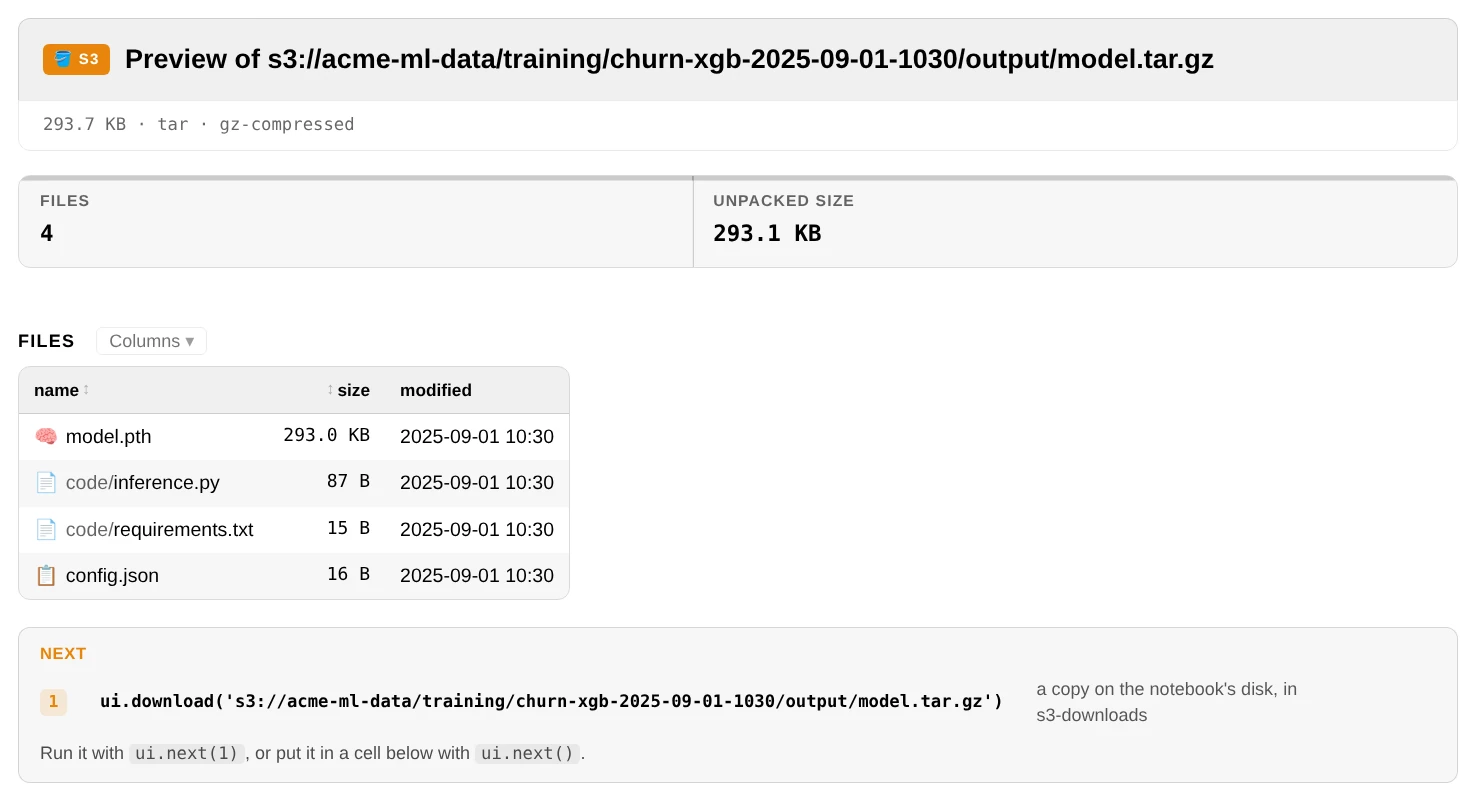 S3 Preview of s3://acme-ml-data/training/churn-xgb-2025-09-01-1030/output/model.tar.gz
293.7 KB · tar · gz-compressed
FILES
4
UNPACKED SIZE
293.1 KB
FILES Columns ▾
name ↕ ↕ size modified
model.pth 293.0 KB 2025-09-01 10:30
code/inference.py 87 B 2025-09-01 10:30
code/requirements.txt 15 B 2025-09-01 10:30
config.json 16 B 2025-09-01 10:30
NEXT
1 ui.download('s3://acme-ml-data/training/churn-xgb-2025-09-01-1030/output/model.tar.gz')
a copy on the notebook's disk, in
s3-downloads
Run it with ui.next(1), or put it in a cell below with ui.next().